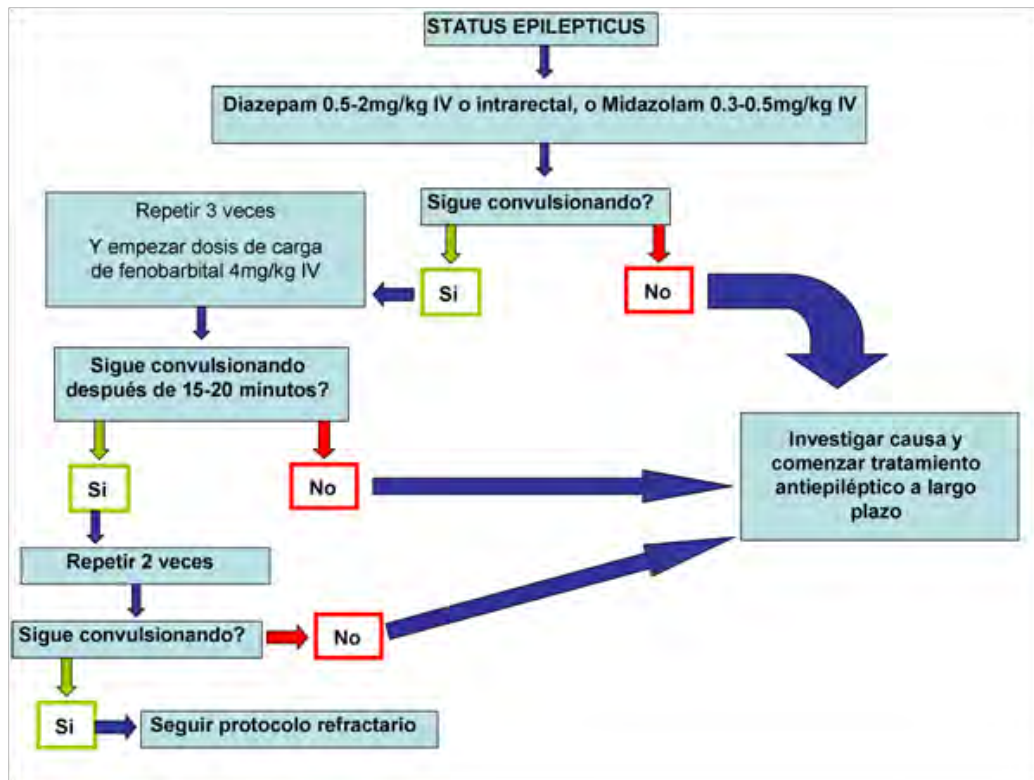 STATUS EPILEPTICUS
Diazepam 0.5-2mg/kg IV o intrarectal, o Midazolam 0.3-0.5mg/kg IV
Sigue convulsionando?
Si
No
Repetir 3 veces
Y empezar dosis de carga
de fenobarbital 4mg/kg IV
Sigue convulsionando
después de 15-20 minutos?
Si
No
Investigar causa y
comenzar tratamiento
antiepiléptico a largo
plazo
Repetir 2 veces
Sigue convulsionando?
No
Si
Seguir protocolo refractario